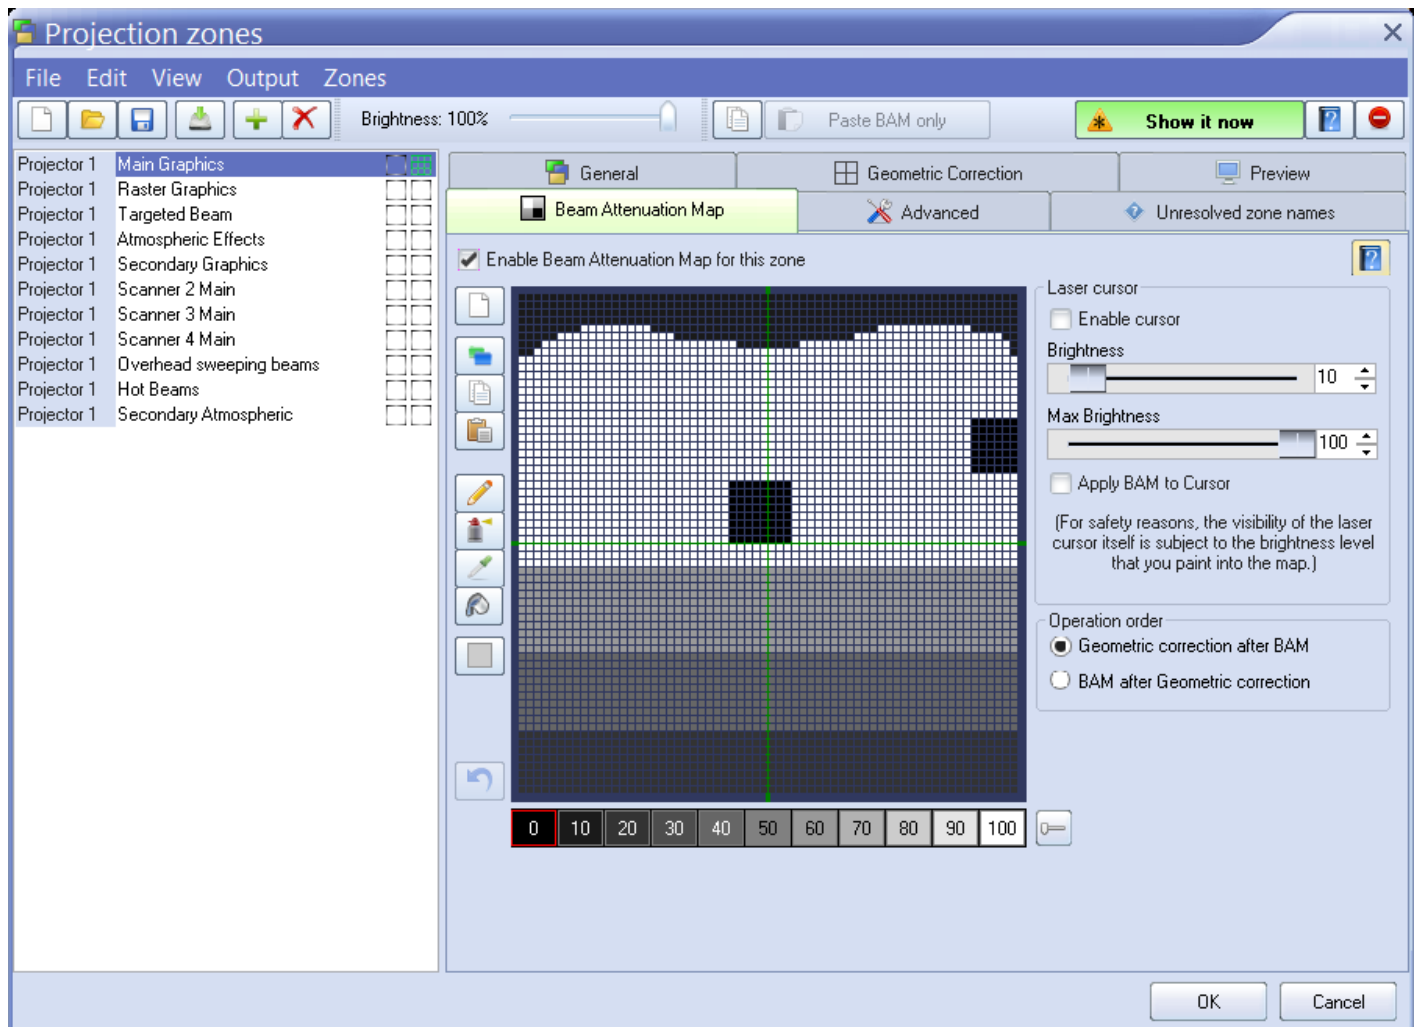 Projection zones
File Edit View Output Zones
Brightness: 100%
Paste BAM only
Show it now
Projector 1 Main Graphics
Projector 1 Raster Graphics
Projector 1 Targeted Beam
Projector 1 Atmospheric Effects
Projector 1 Secondary Graphics
Projector 1 Scanner 2 Main
Projector 1 Scanner 3 Main
Projector 1 Scanner 4 Main
Projector 1 Overhead sweeping beams
Projector 1 Hot Beams
Projector 1 Secondary Atmospheric
General Geometric Correction Preview
Beam Attenuation Map Advanced Unresolved zone names
Enable Beam Attenuation Map for this zone
Laser cursor
Enable cursor
Brightness
10
Max Brightness
100
Apply BAM to Cursor
(For safety reasons, the visibility of the laser
cursor itself is subject to the brightness level
that you paint into the map.)
Operation order
Geometric correction after BAM
BAM after Geometric correction
0 10 20 30 40 50 60 70 80 90 100
OK Cancel